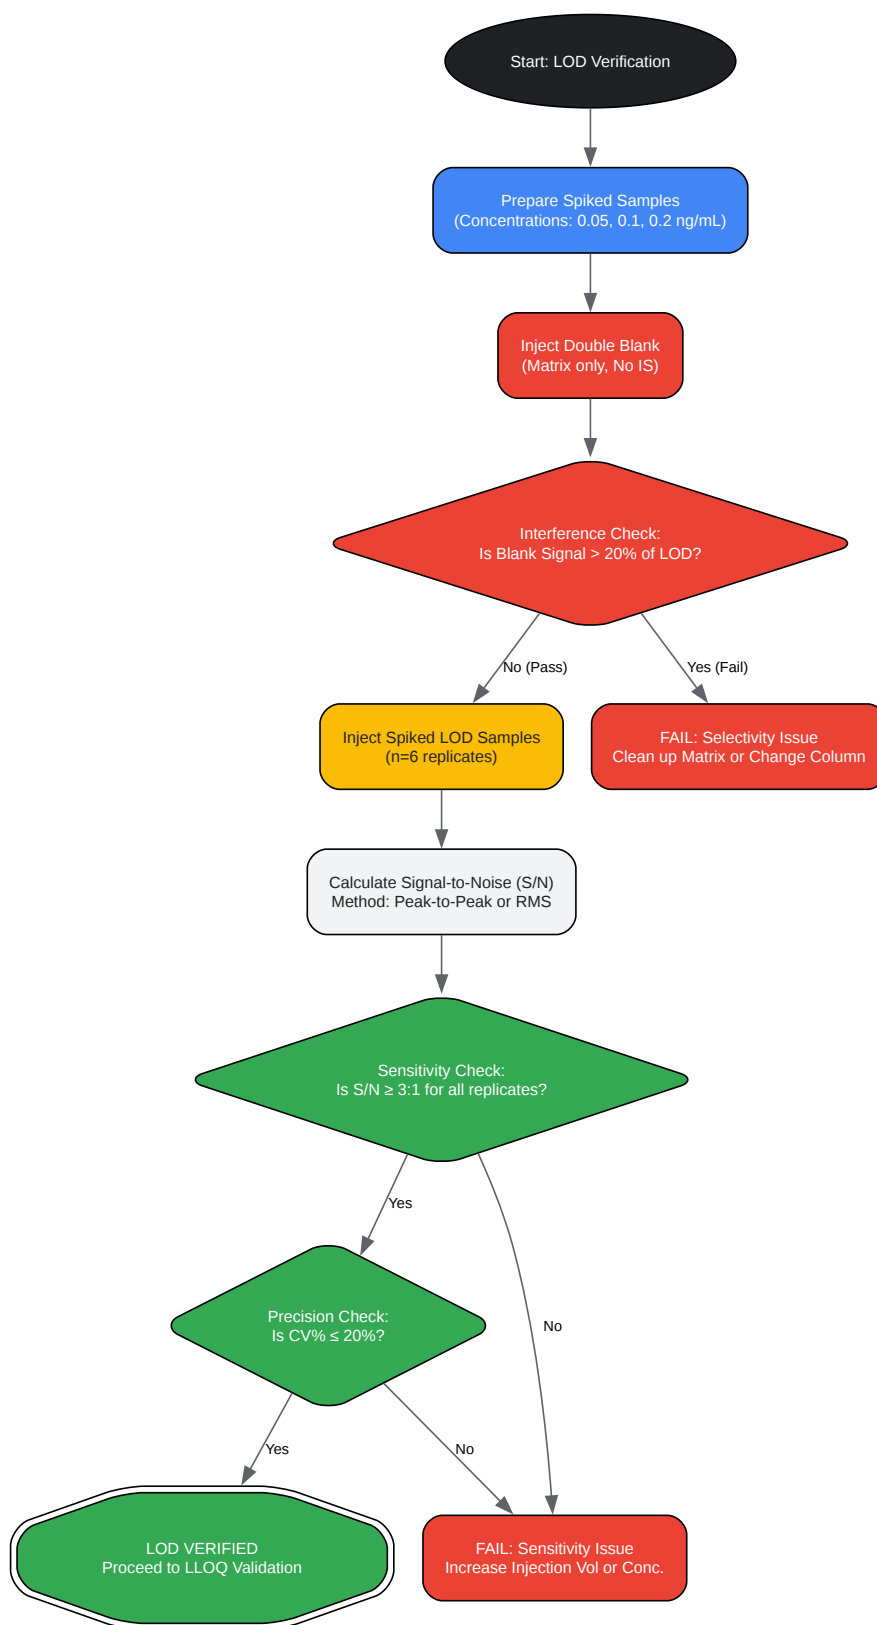 Start: LOD Verification
Prepare Spiked Samples
(Concentrations: 0.05, 0.1, 0.2 ng/mL)
Inject Double Blank
(Matrix only, No IS)
Interference Check:
Is Blank Signal > 20% of LOD?
No (Pass)
Yes (Fail)
Inject Spiked LOD Samples
(n=6 replicates)
FAIL: Selectivity Issue
Clean up Matrix or Change Column
Calculate Signal-to-Noise (S/N)
Method: Peak-to-Peak or RMS
Sensitivity Check:
Is S/N ≥ 3:1 for all replicates?
Yes
No
Precision Check:
Is CV% ≤ 20%?
Yes
No
LOD VERIFIED
Proceed to LLOQ Validation
FAIL: Sensitivity Issue
Increase Injection Vol or Conc.